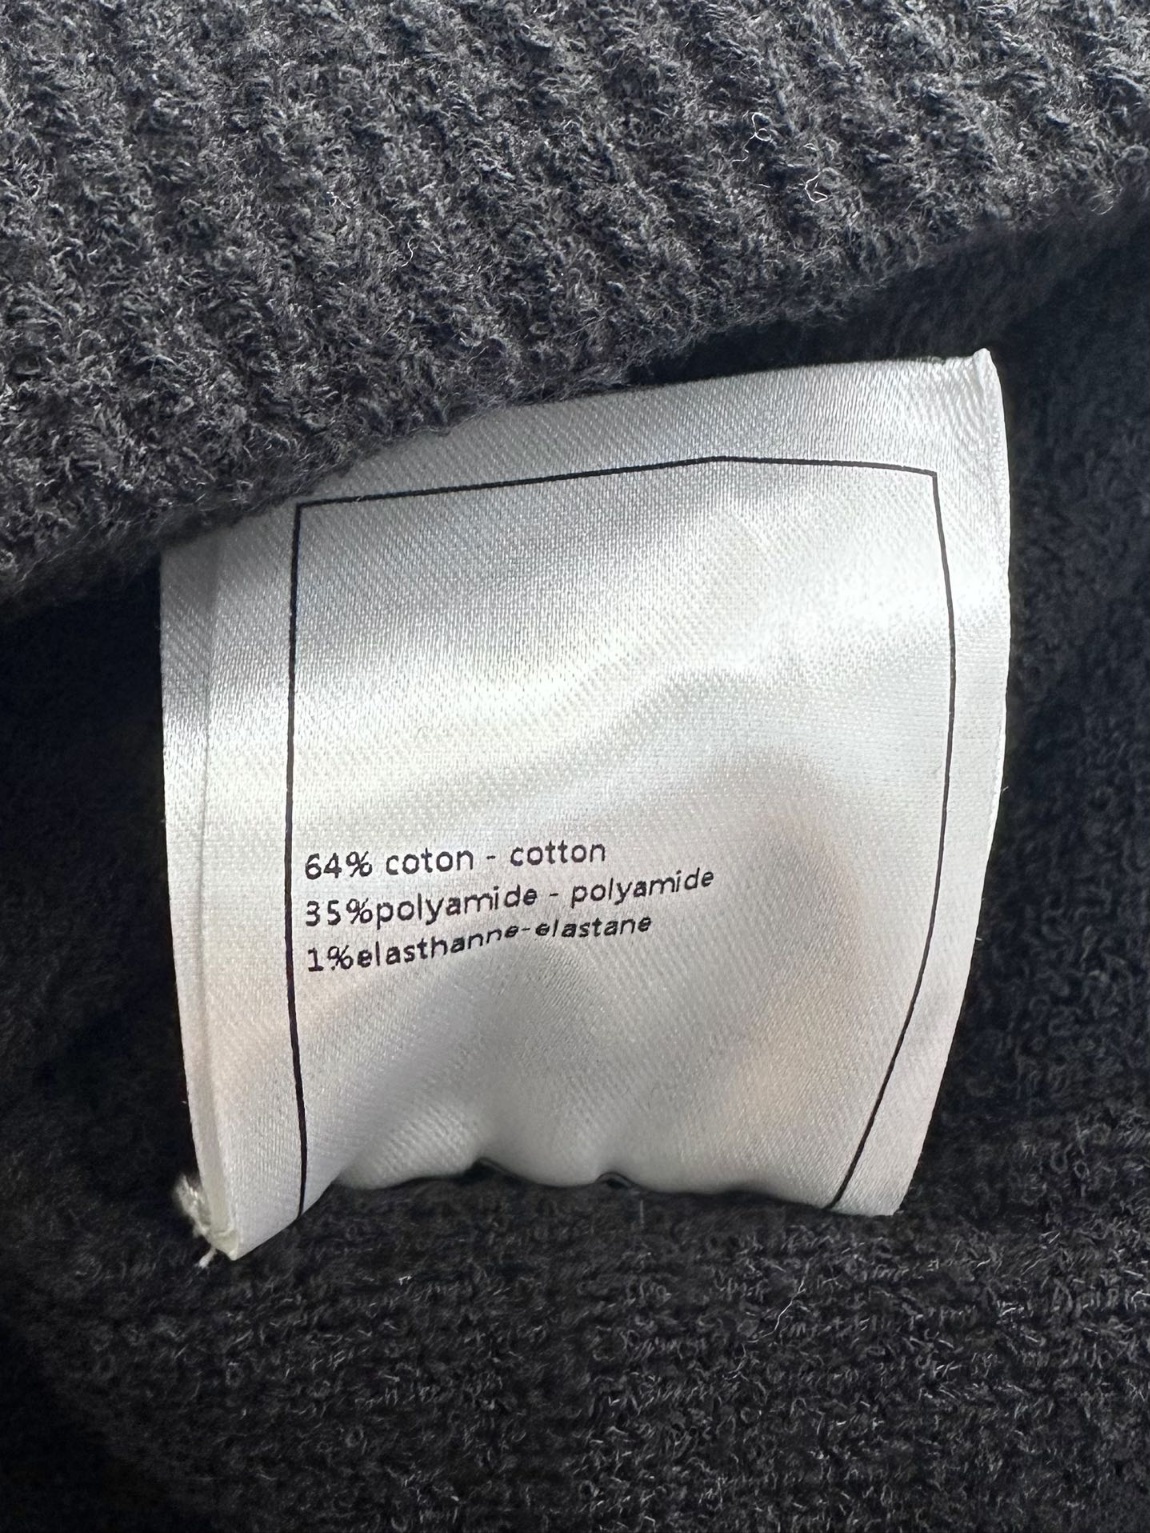 64% coton - cotton
35%polyamide - polyamide
1%elasthanne-elastane